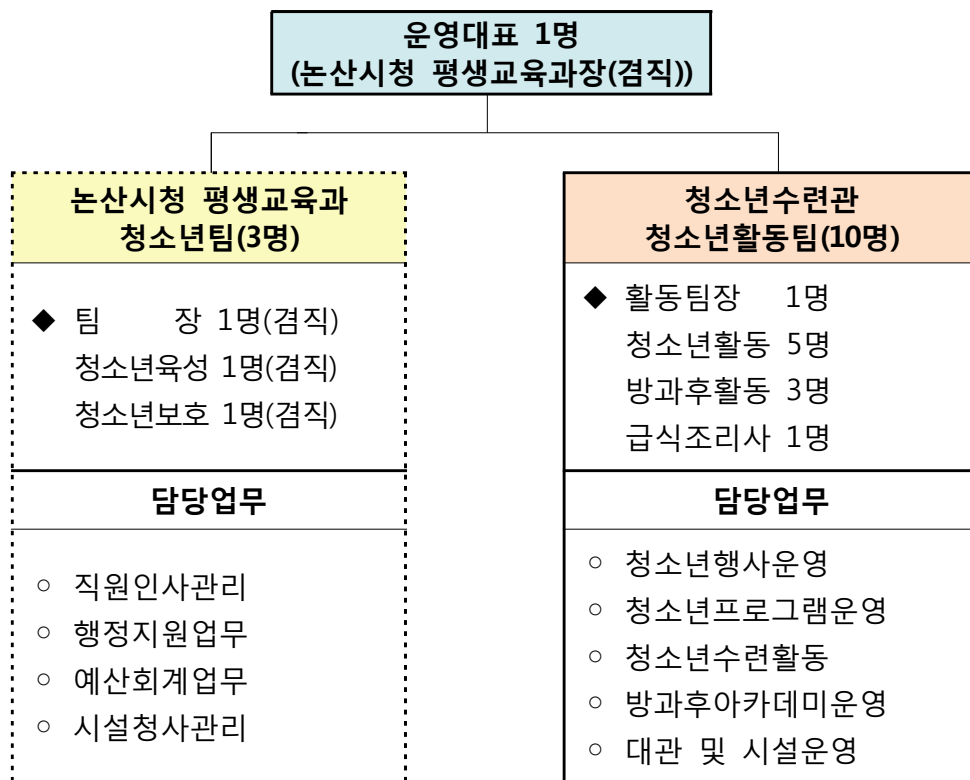 운영대표 1명
(논산시청 평생교육과장(겸직))
논산시청 평생교육과
청소년팀(3명)
◆ 팀 장 1명(겸직)
청소년육성 1명(겸직)
청소년보호 1명(겸직)
담당업무
○ 직원인사관리
○ 행정지원업무
○ 예산회계업무
○ 시설청사관리
청소년수련관
청소년활동팀(10명)
◆ 활동팀장 1명
청소년활동 5명
방과후활동 3명
급식조리사 1명
담당업무
○ 청소년행사운영
○ 청소년프로그램운영
○ 청소년수련활동
○ 방과후아카데미운영
○ 대관 및 시설운영